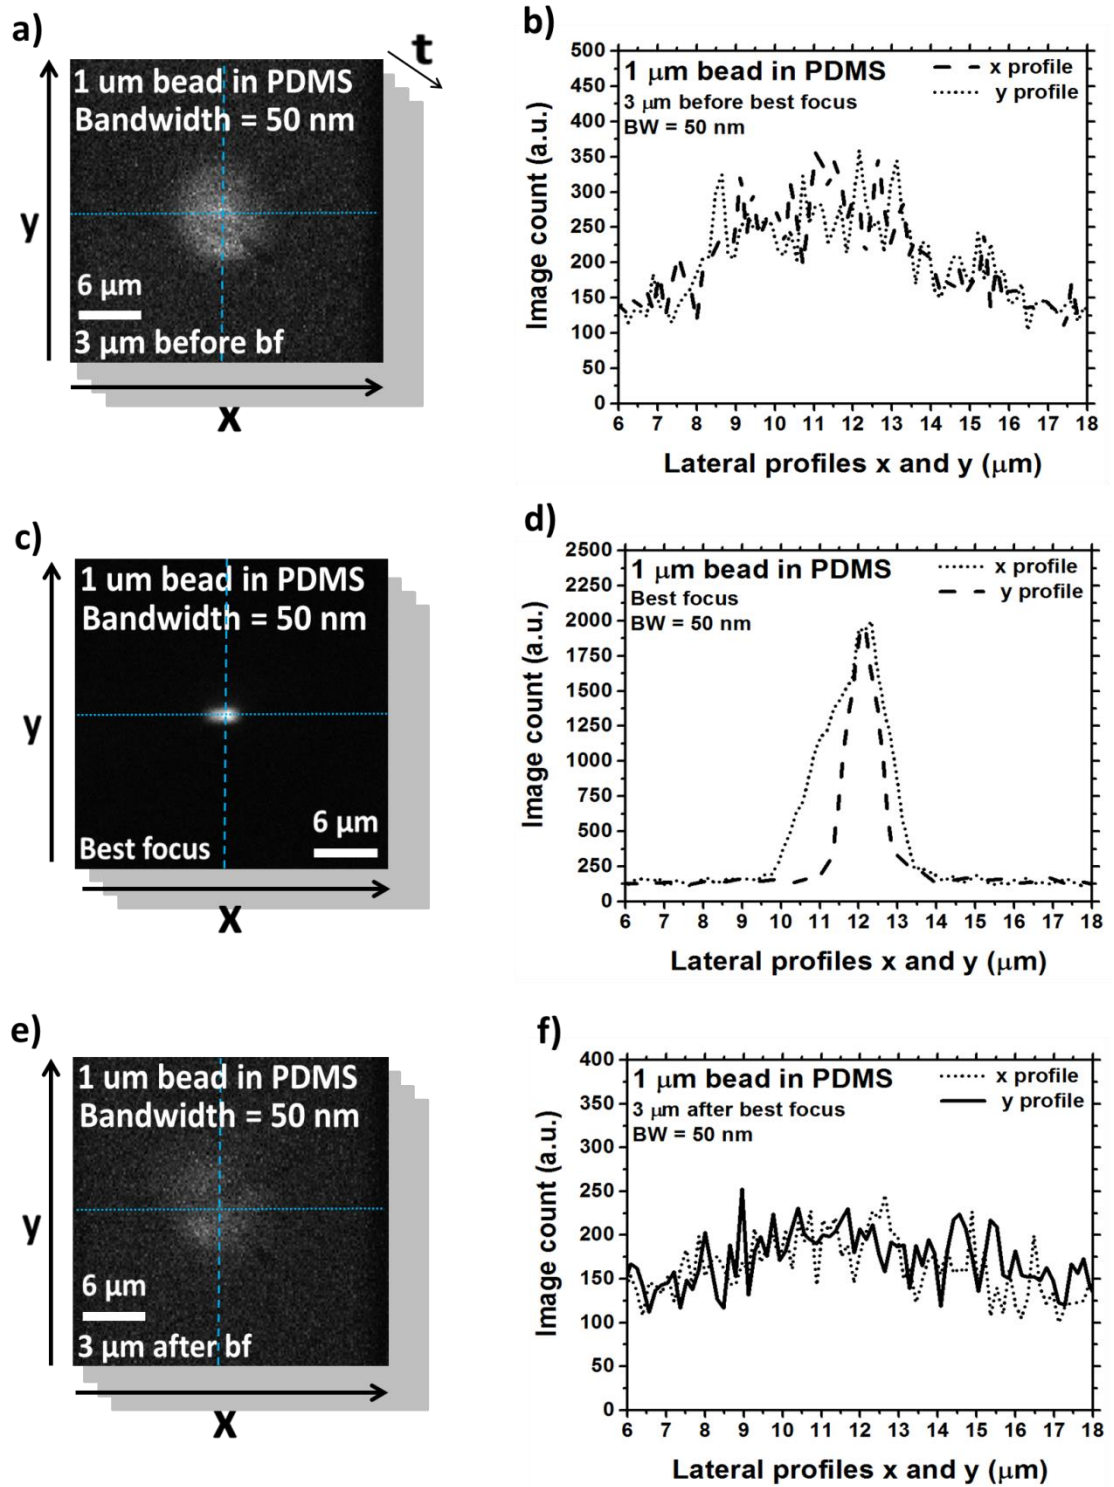 a)
t
1 um bead in PDMS
Bandwidth = 50 nm
y
6 μm
3 μm before bf
x
b)
500
450
400
350
300
250
200
150
100
50
0
Image count (a.u.)
1 μm bead in PDMS
3 μm before best focus
BW = 50 nm
x profile
y profile
6 7 8 9 10 11 12 13 14 15 16 17 18
Lateral profiles x and y (μm)
c)
1 um bead in PDMS
Bandwidth = 50 nm
y
6 μm
Best focus
x
d)
2500
2250
2000
1750
1500
1250
1000
750
500
250
0
Image count (a.u.)
1 μm bead in PDMS
Best focus
BW = 50 nm
x profile
y profile
6 7 8 9 10 11 12 13 14 15 16 17 18
Lateral profiles x and y (μm)
e)
1 um bead in PDMS
Bandwidth = 50 nm
y
6 μm
3 μm after bf
x
f)
400
350
300
250
200
150
100
50
0
Image count (a.u.)
1 μm bead in PDMS
3 μm after best focus
BW = 50 nm
x profile
y profile
6 7 8 9 10 11 12 13 14 15 16 17 18
Lateral profiles x and y (μm)